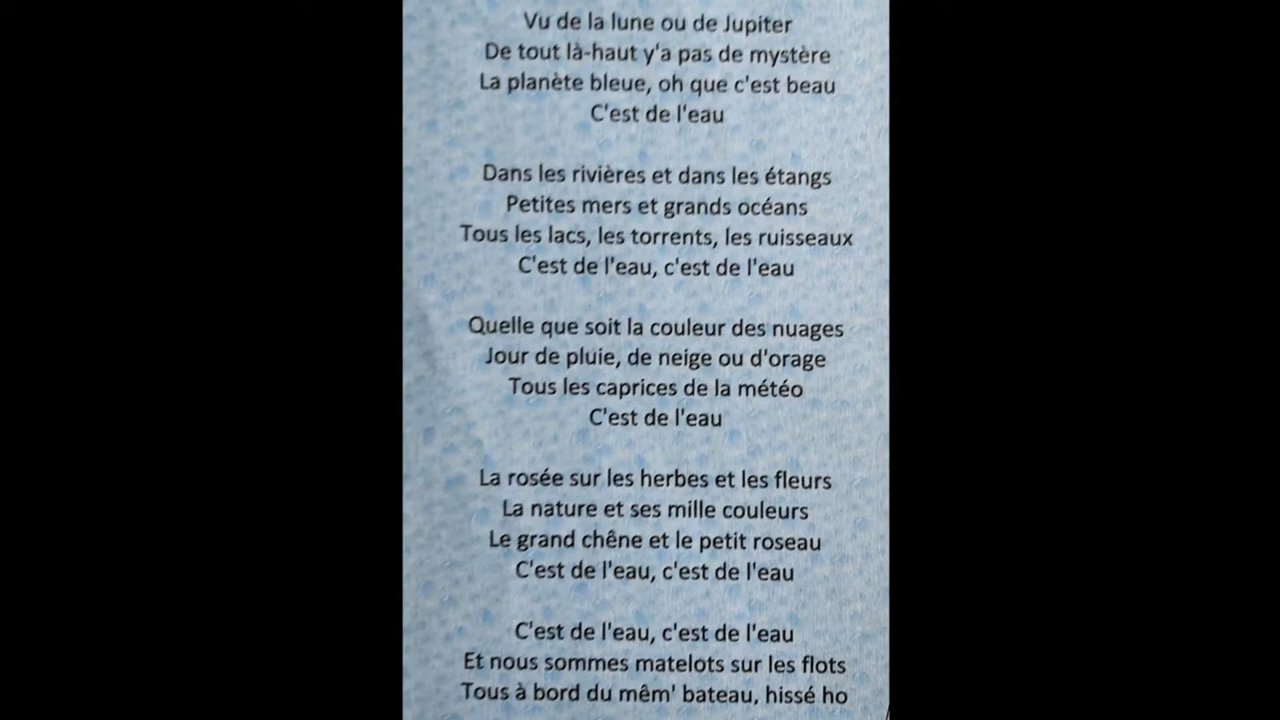 Vu de la lune ou de Jupiter
De tout là-haut y'a pas de mystère
La planète bleue, oh que c'est beau
C'est de l'eau
Dans les rivières et dans les étangs
Petites mers et grands océans
Tous les lacs, les torrents, les ruisseaux
C'est de l'eau, c'est de l'eau
Quelle que soit la couleur des nuages
Jour de pluie, de neige ou d'orage
Tous les caprices de la météo
C'est de l'eau
La rosée sur les herbes et les fleurs
La nature et ses mille couleurs
Le grand chêne et le petit roseau
C'est de l'eau, c'est de l'eau
C'est de l'eau, c'est de l'eau
Et nous sommes matelots sur les flots
Tous à bord du mêm' bateau, hissé ho